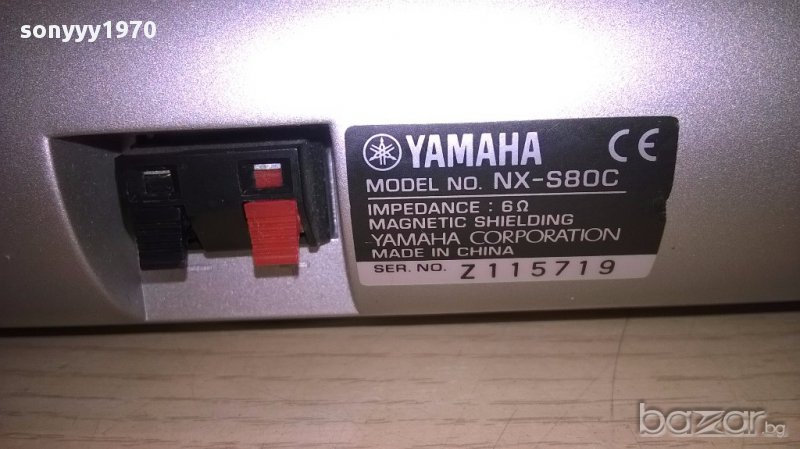 sonyyy1970
YAMAHA CE
MODEL NO. NX-S80C
IMPEDANCE : 6Ω
MAGNETIC SHIELDING
YAMAHA CORPORATION
MADE IN CHINA
SER. NO. Z115719
bazar.bg